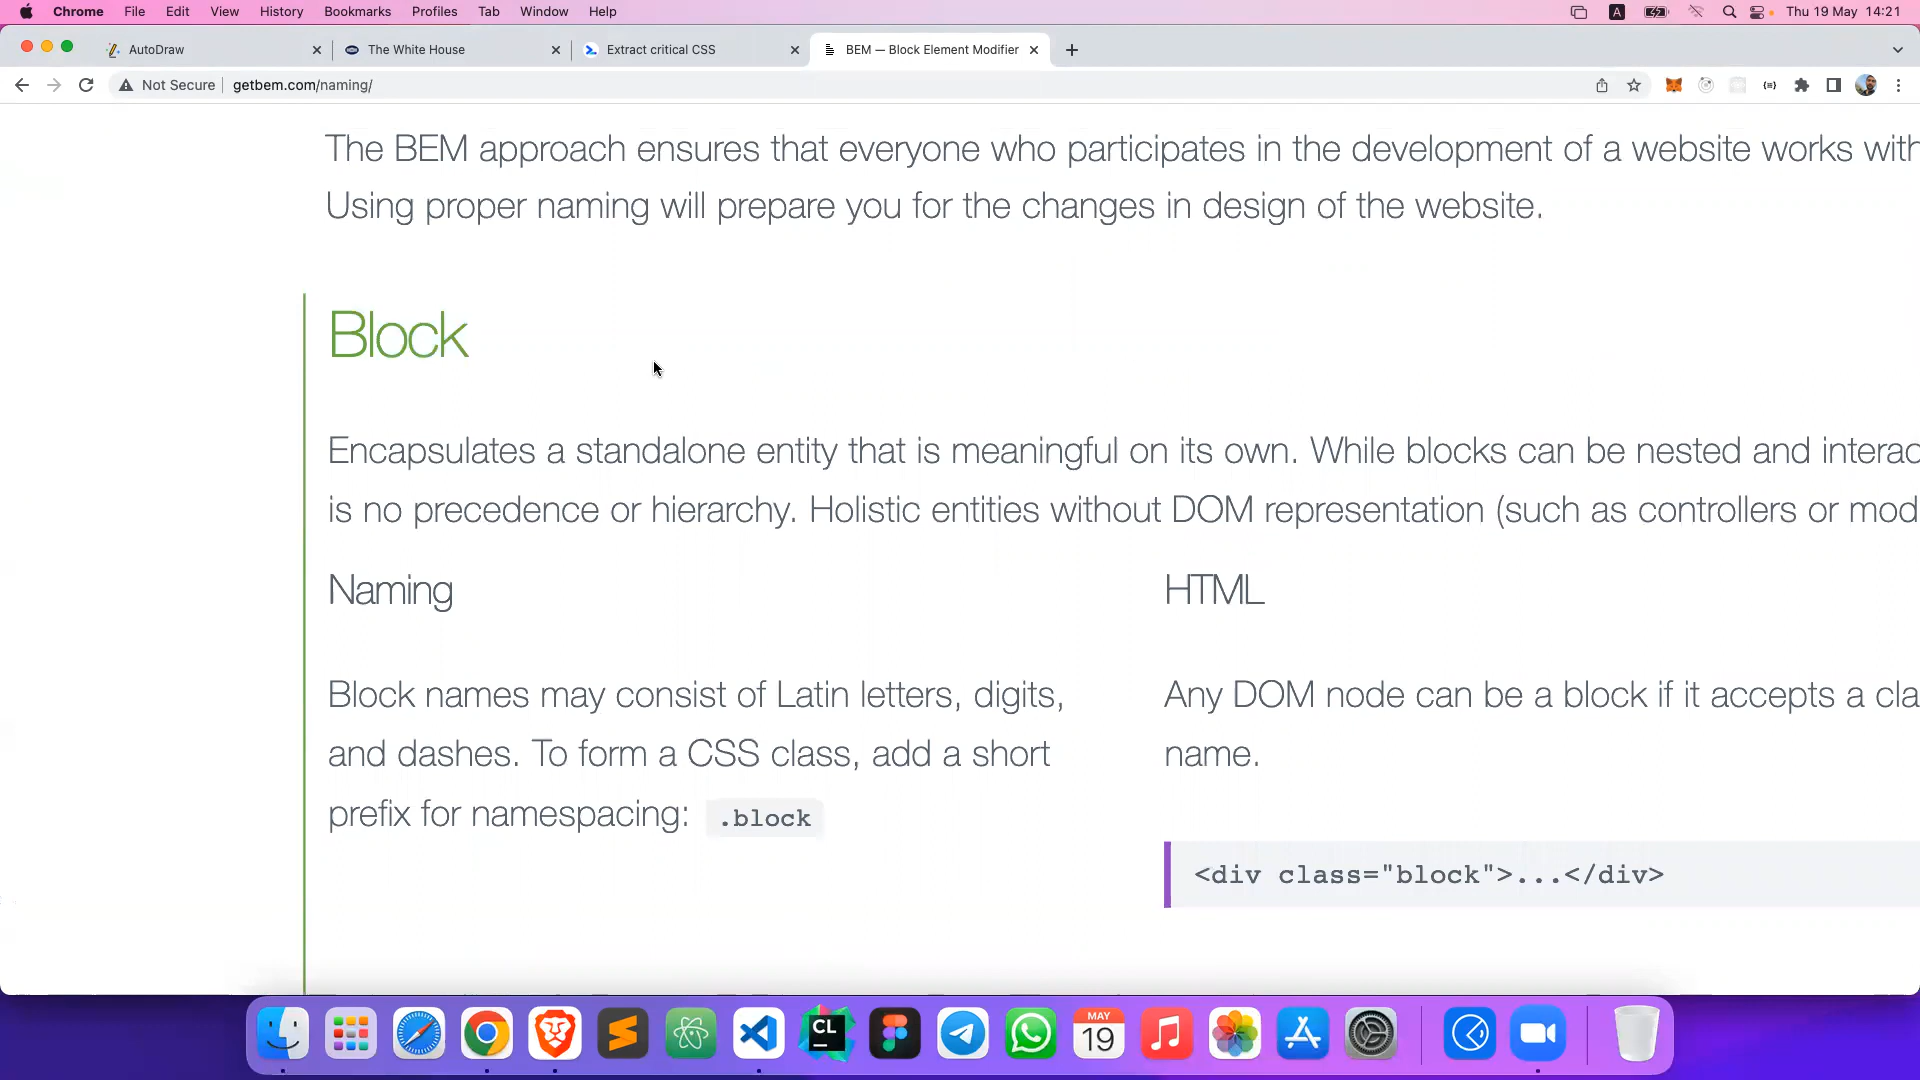 Chrome File Edit View History Bookmarks Profiles Tab Window Help A Thu 19 May 14:21
AutoDraw The White House Extract critical CSS BEM — Block Element Modifier
Not Secure getbem.com/naming/
The BEM approach ensures that everyone who participates in the development of a website works with
Using proper naming will prepare you for the changes in design of the website.
Block
Encapsulates a standalone entity that is meaningful on its own. While blocks can be nested and interac
is no precedence or hierarchy. Holistic entities without DOM representation (such as controllers or mod
Naming
Block names may consist of Latin letters, digits,
and dashes. To form a CSS class, add a short
prefix for namespacing: .block
HTML
Any DOM node can be a block if it accepts a cla
name.
<div class="block">...</div>
CL
MAY
19